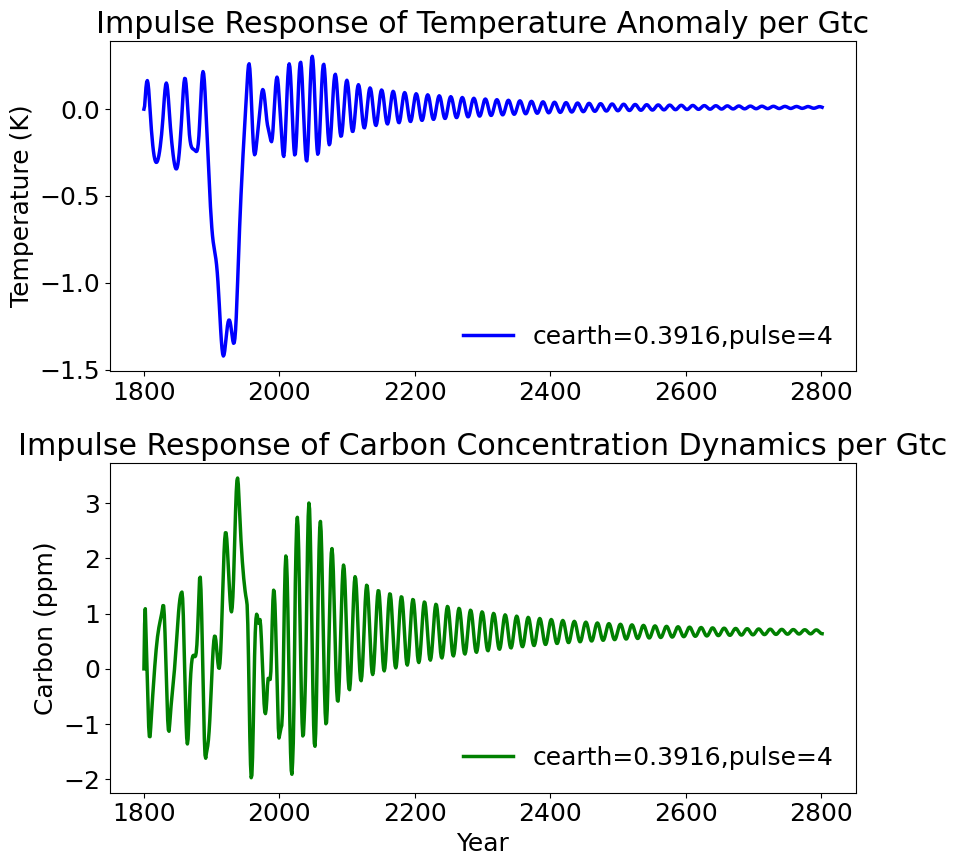 Impulse Response of Temperature Anomaly per Gtc
Temperature (K)
0.0
−0.5
−1.0
−1.5
cearth=0.3916,pulse=4
1800 2000 2200 2400 2600 2800
Impulse Response of Carbon Concentration Dynamics per Gtc
Carbon (ppm)
3
2
1
0
−1
−2
cearth=0.3916,pulse=4
1800 2000 2200 2400 2600 2800
Year